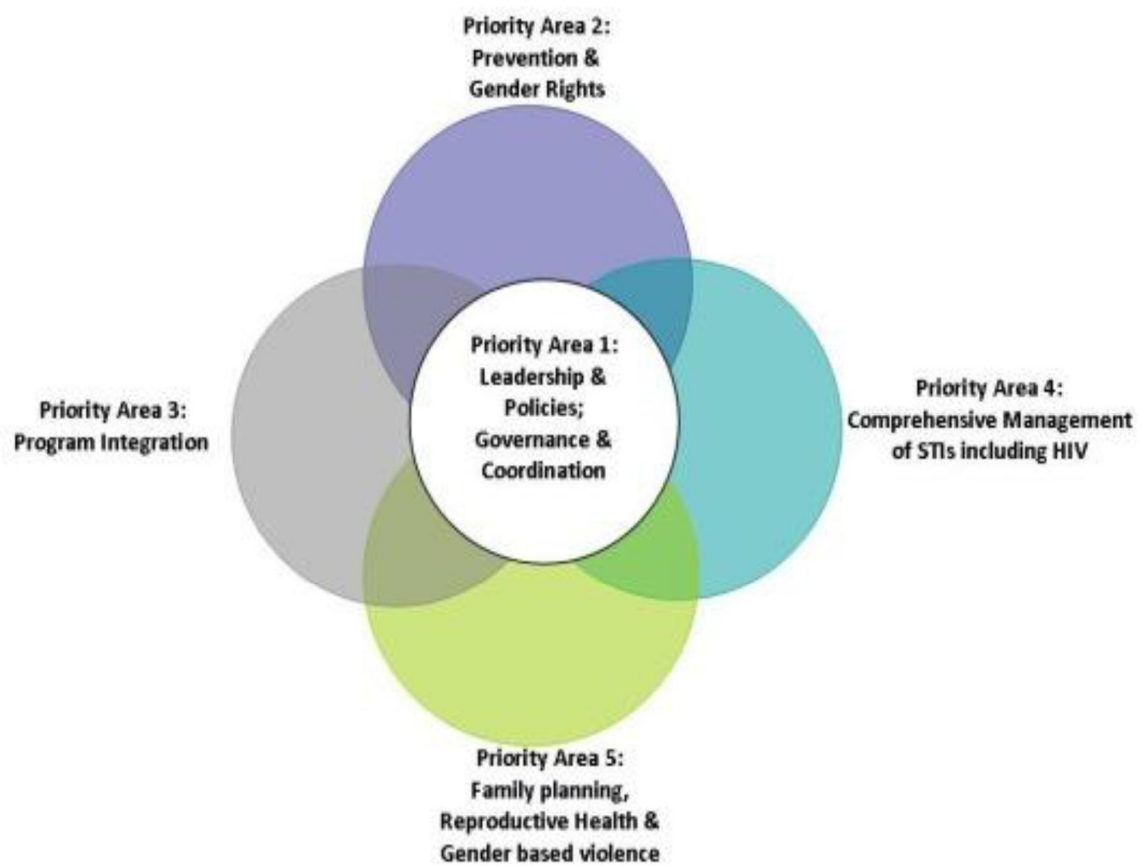 Priority Area 2:
Prevention &
Gender Rights
Priority Area 1:
Leadership &
Policies;
Governance &
Coordination
Priority Area 3:
Program Integration
Priority Area 4:
Comprehensive Management
of STIs including HIV
Priority Area 5:
Family planning,
Reproductive Health &
Gender based violence